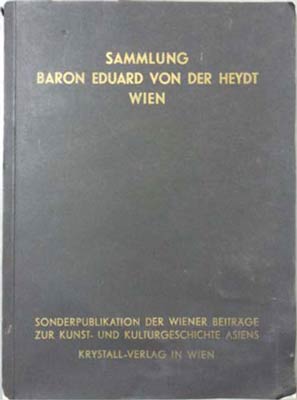 SAMMLUNG
BARON EDUARD VON DER HEYDT
WIEN
SONDERPUBLIKATION DER WIENER BEITRÄGE
ZUR KUNST- UND KULTURGESCHICHTE ASIENS
KRYSTALL-VERLAG IN WIEN